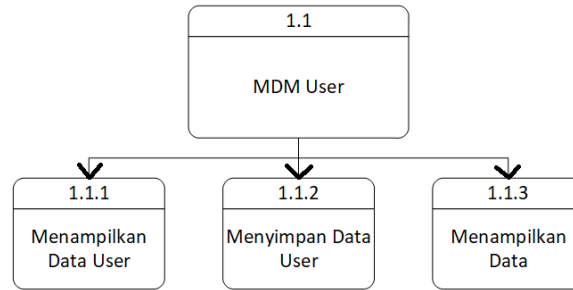 1.1
MDM User
1.1.1
Menampilkan
Data User
1.1.2
Menyimpan Data
User
1.1.3
Menampilkan
Data